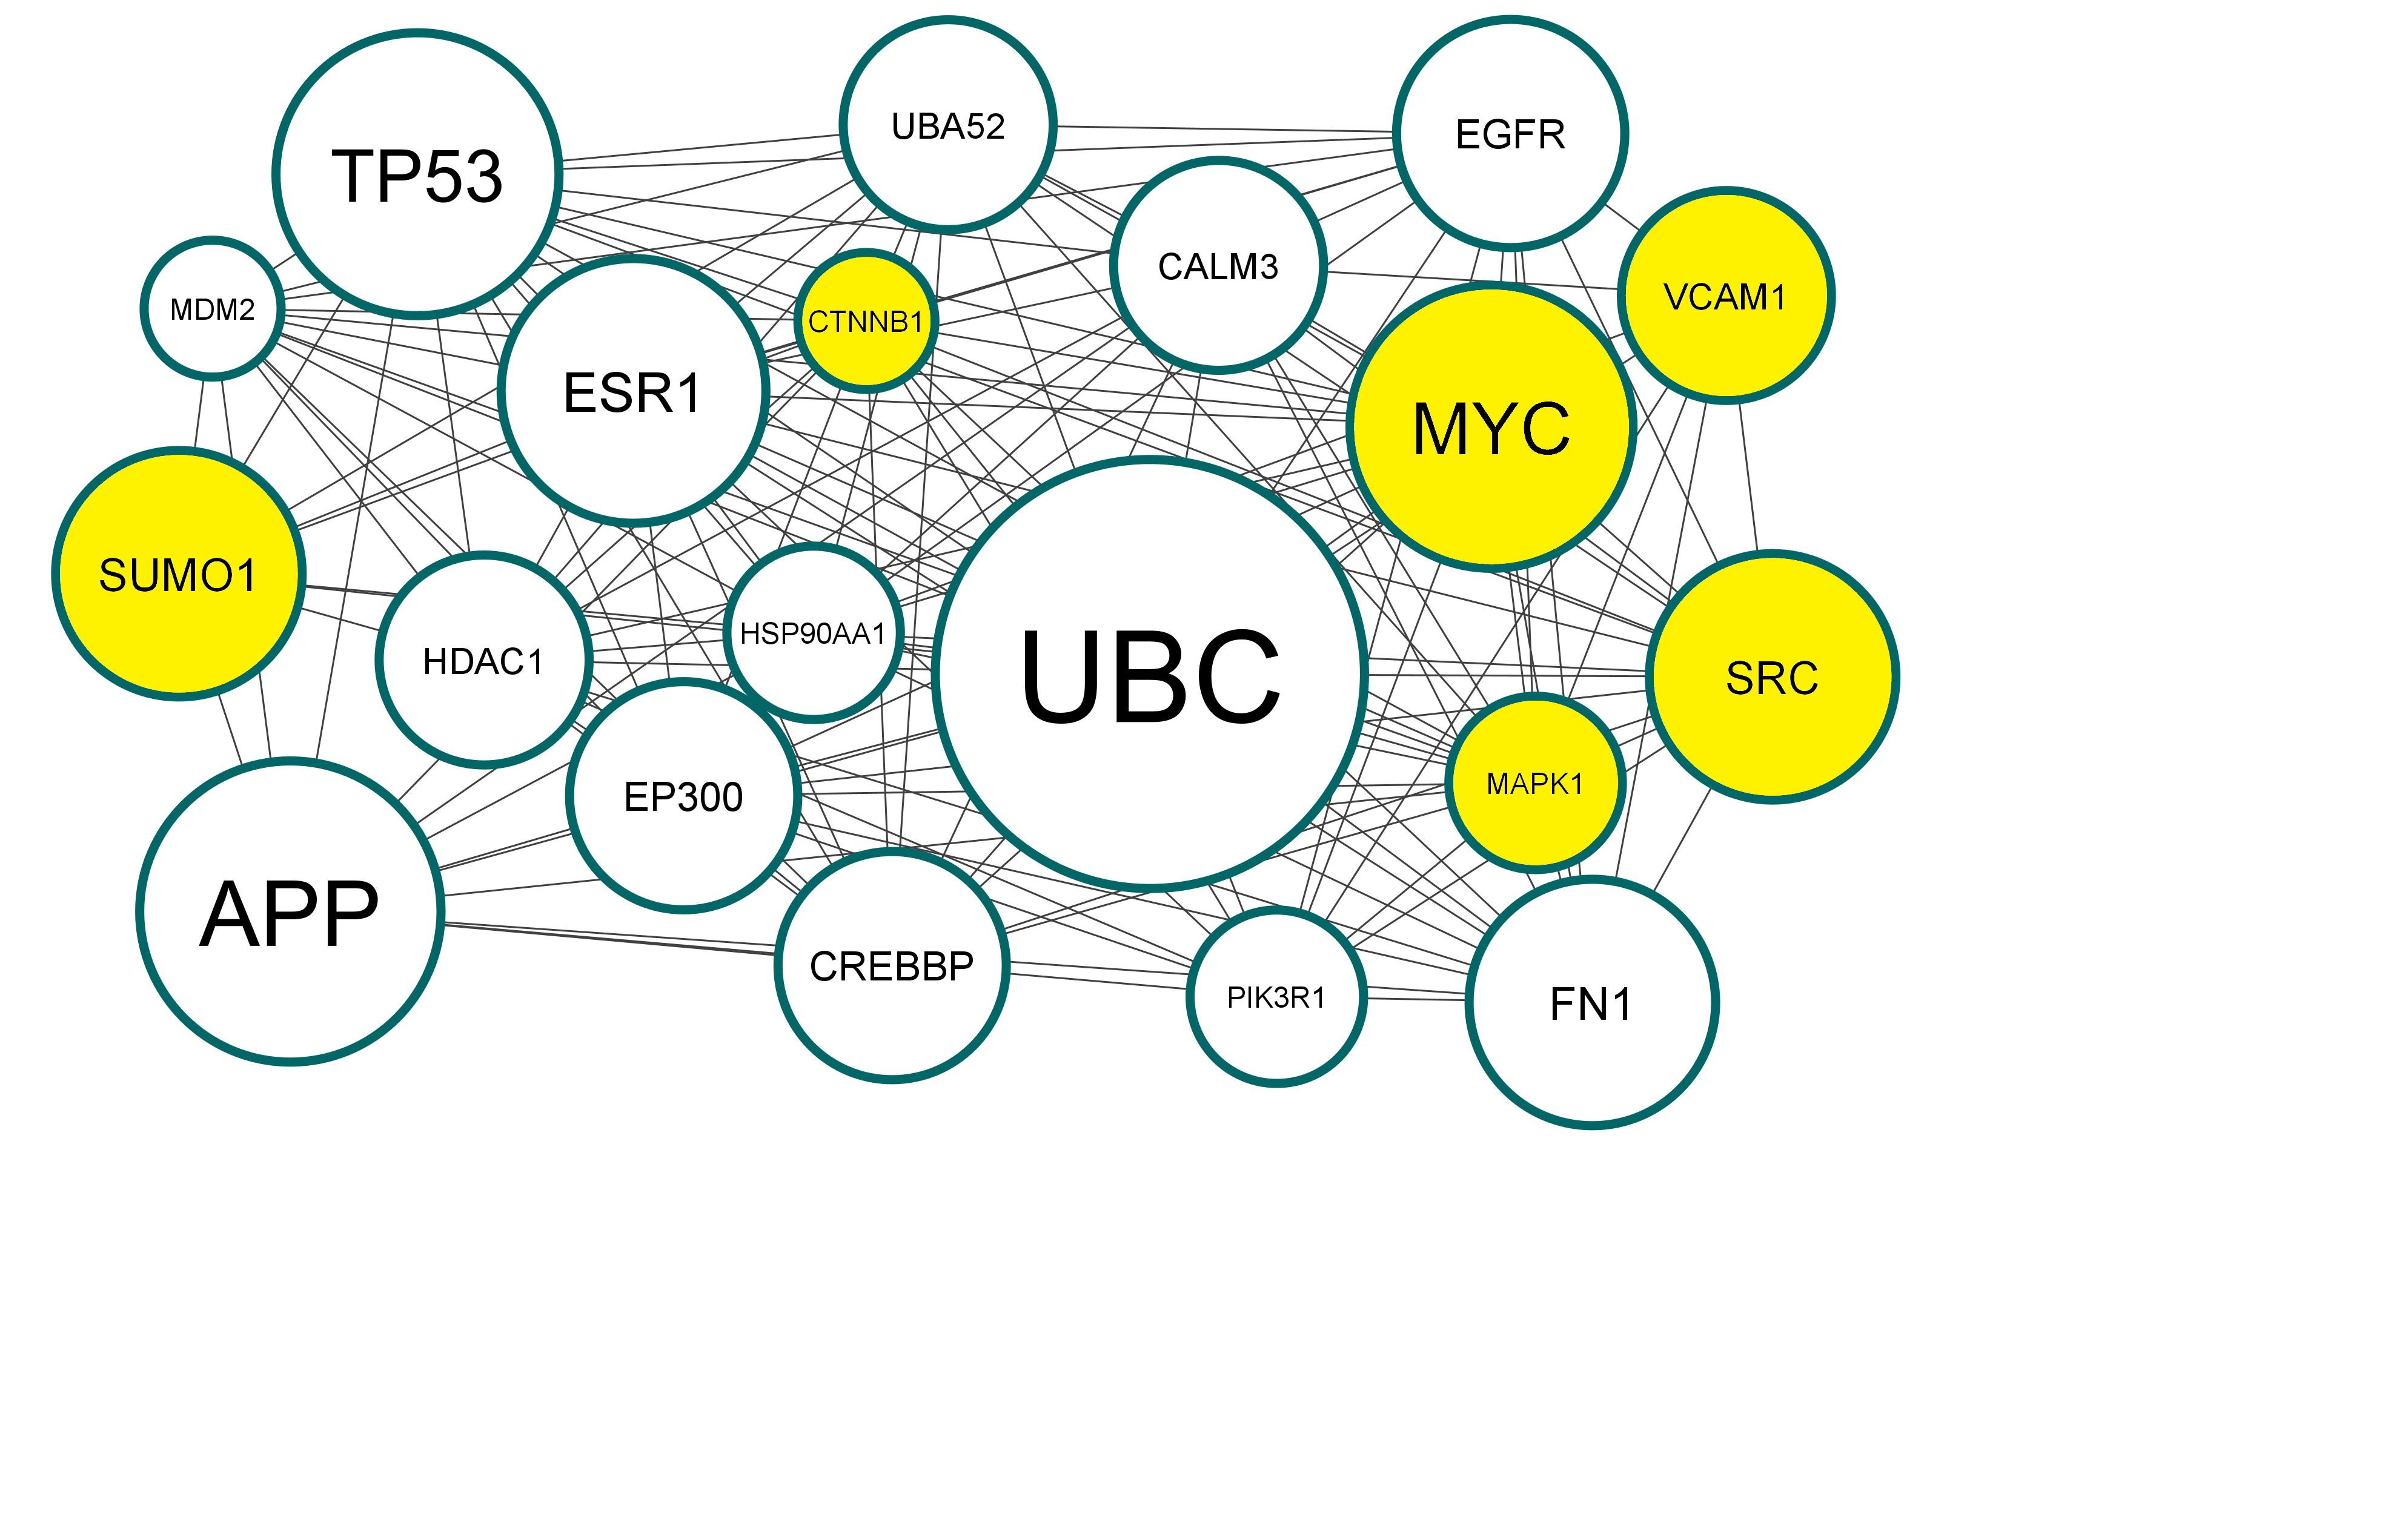 UBA52
EGFR
TP53
CALM3
VCAM1
MDM2
CTNNB1
ESR1
MYC
SUMO1
HSP90AA1
HDAC1
UBC
SRC
MAPK1
EP300
APP
CREBBP
PIK3R1
FN1